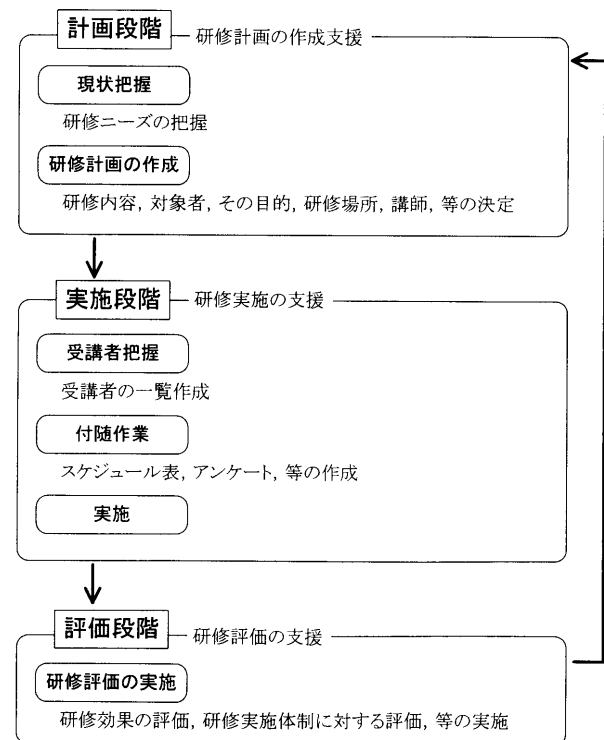 計画段階 研修計画の作成支援
現状把握
研修ニーズの把握
研修計画の作成
研修内容, 対象者, その目的, 研修場所, 講師, 等の決定
実施段階 研修実施の支援
受講者把握
受講者の一覧作成
付随作業
スケジュール表, アンケート, 等の作成
実施
評価段階 研修評価の支援
研修評価の実施
研修効果の評価, 研修実施体制に対する評価, 等の実施